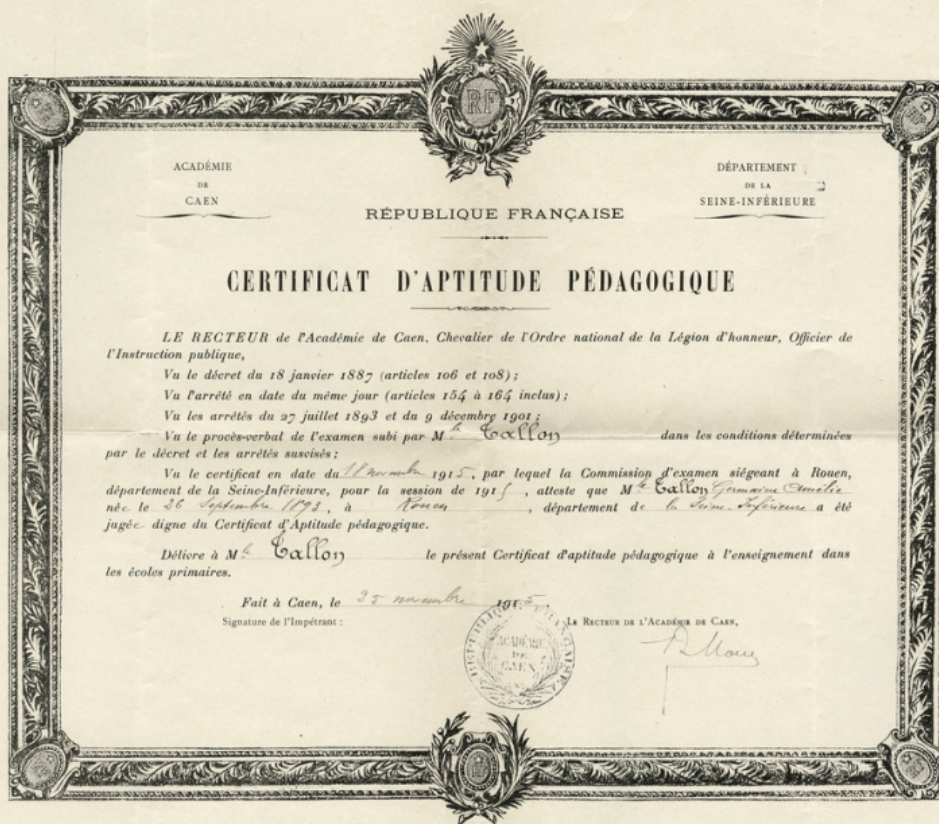 RF
ACADÉMIE
DE
CAEN
DÉPARTEMENT
DE LA
SEINE-INFÉRIEURE
RÉPUBLIQUE FRANÇAISE
CERTIFICAT D'APTITUDE PÉDAGOGIQUE
LE RECTEUR de l'Académie de Caen, Chevalier de l'Ordre national de la Légion d'honneur, Officier de
l'Instruction publique,
Vu le décret du 18 janvier 1887 (articles 106 et 108) ;
Vu l'arrêté en date du même jour (articles 154 à 164 inclus) ;
Vu les arrêtés du 27 juillet 1893 et du 9 décembre 1901 ;
Vu le procès-verbal de l'examen subi par Mlle Tallon dans les conditions déterminées
par le décret et les arrêtés susvisés ;
Vu le certificat en date du 18 novembre 1915, par lequel la Commission d'examen siégeant à Rouen,
département de la Seine-Inférieure, pour la session de 1915, atteste que Mlle Tallon Germaine Amélie
née le 26 Septembre 1893, à Rouen, département de la Seine-Inférieure a été
jugée digne du Certificat d'Aptitude pédagogique.
Délivré à Mlle Tallon le présent Certificat d'aptitude pédagogique à l'enseignement dans
les écoles primaires.
Fait à Caen, le 25 novembre 1915
Signature de l'Impétrant :
LE RECTEUR DE L'ACADÉMIE DE CAEN,
RÉPUBLIQUE FRANÇAISE
ACADÉMIE
DE
CAEN